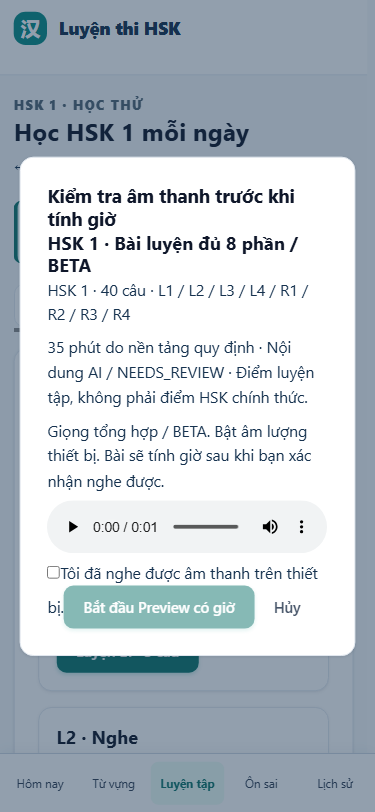 汉 Luyện thi HSK
HSK 1 · HỌC THỬ
Học HSK 1 mỗi ngày
Kiểm tra âm thanh trước khi
tính giờ
HSK 1 · Bài luyện đủ 8 phần /
BETA
HSK 1 · 40 câu · L1 / L2 / L3 / L4 / R1 /
R2 / R3 / R4
35 phút do nền tảng quy định · Nội
dung AI / NEEDS_REVIEW · Điểm luyện
tập, không phải điểm HSK chính thức.
Giọng tổng hợp / BETA. Bật âm lượng
thiết bị. Bài sẽ tính giờ sau khi bạn xác
nhận nghe được.
0:00 / 0:01
Tôi đã nghe được âm thanh trên thiết
bị. Bắt đầu Preview có giờ Hủy
L2 · Nghe
Hôm nay Từ vựng Luyện tập Ôn sai Lịch sử